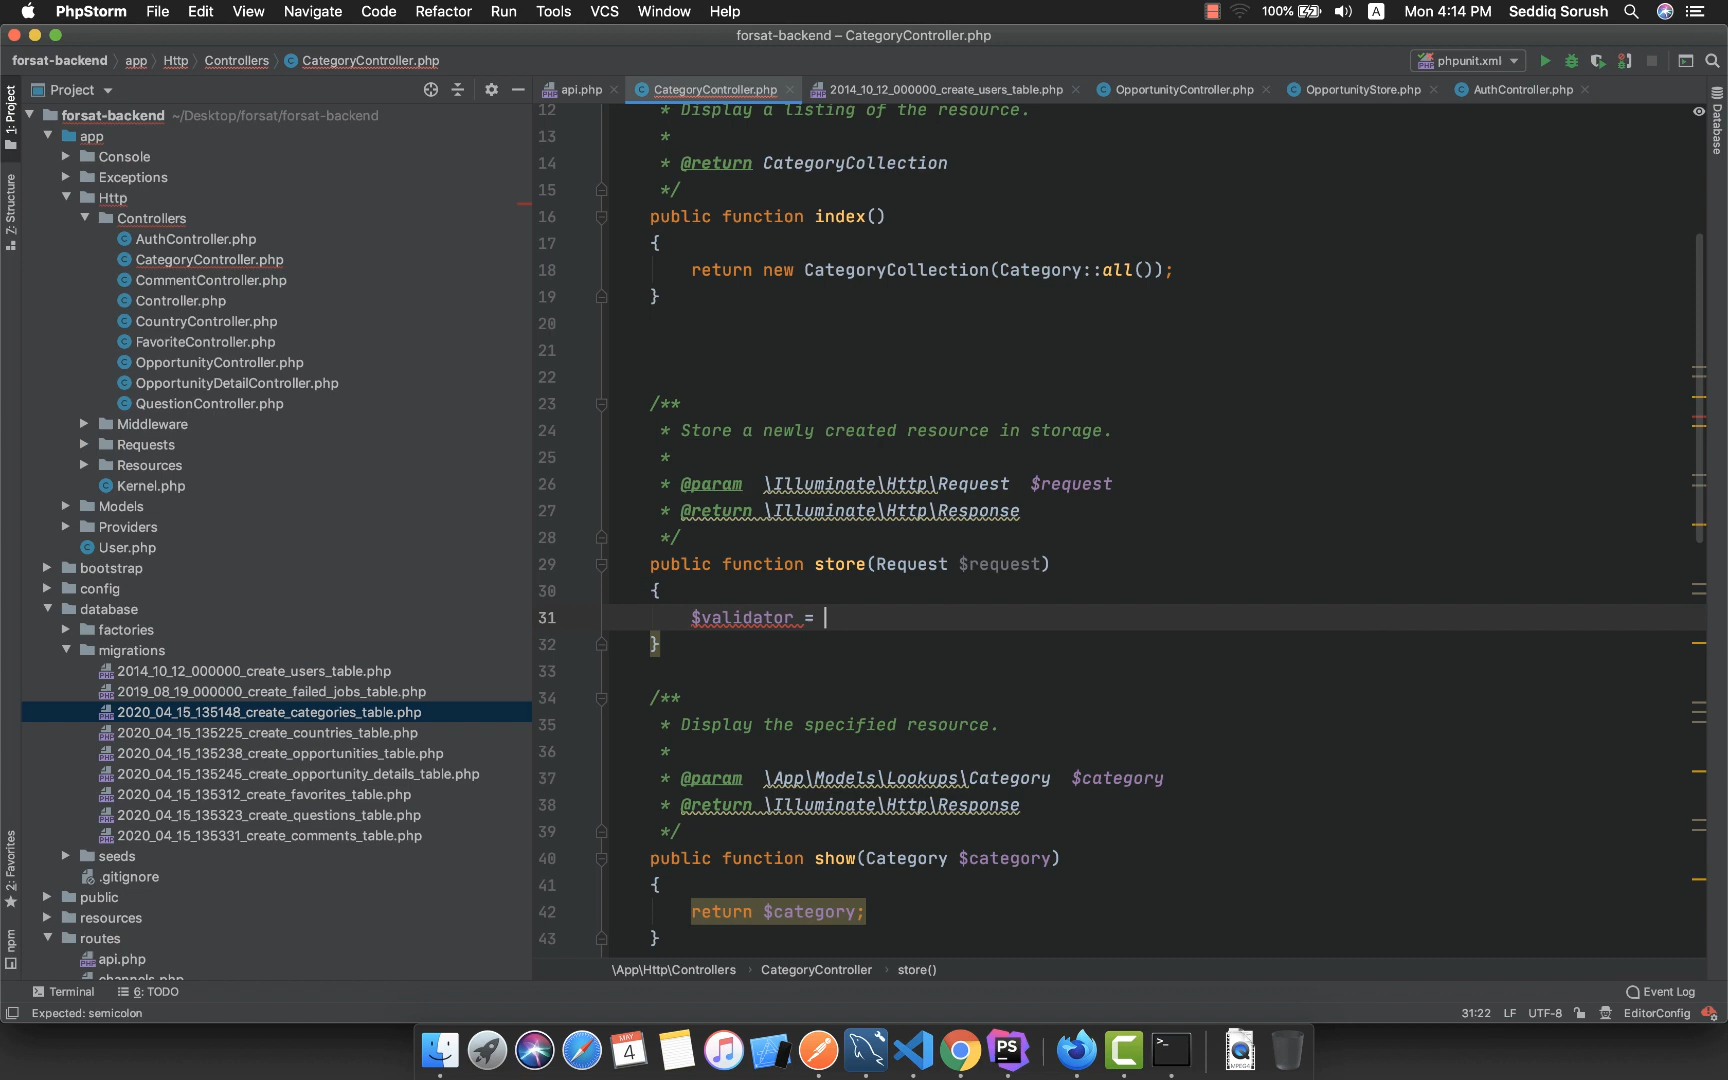 PhpStorm File Edit View Navigate Code Refactor Run Tools VCS Window Help 100% A Mon 4:14 PM Seddiq Sorush
forsat-backend – CategoryController.php
forsat-backend app Http Controllers CategoryController.php phpunit.xml
Project api.php CategoryController.php 2014_10_12_000000_create_users_table.php OpportunityController.php OpportunityStore.php AuthController.php
1: Project
Z: Structure
2: Favorites
npm
Database
forsat-backend ~/Desktop/forsat/forsat-backend
app
Console
Exceptions
Http
Controllers
AuthController.php
CategoryController.php
CommentController.php
Controller.php
CountryController.php
FavoriteController.php
OpportunityController.php
OpportunityDetailController.php
QuestionController.php
Middleware
Requests
Resources
Kernel.php
Models
Providers
User.php
bootstrap
config
database
factories
migrations
2014_10_12_000000_create_users_table.php
2019_08_19_000000_create_failed_jobs_table.php
2020_04_15_135148_create_categories_table.php
2020_04_15_135225_create_countries_table.php
2020_04_15_135238_create_opportunities_table.php
2020_04_15_135245_create_opportunity_details_table.php
2020_04_15_135312_create_favorites_table.php
2020_04_15_135323_create_questions_table.php
2020_04_15_135331_create_comments_table.php
seeds
.gitignore
public
resources
routes
api.php
channels.php
12 * Display a listing of the resource.
13 *
14 * @return CategoryCollection
15 */
16 public function index()
17 {
18 return new CategoryCollection(Category::all());
19 }
20
21
22
23 /**
24 * Store a newly created resource in storage.
25 *
26 * @param \Illuminate\Http\Request $request
27 * @return \Illuminate\Http\Response
28 */
29 public function store(Request $request)
30 {
31 $validator =
32 }
33
34 /**
35 * Display the specified resource.
36 *
37 * @param \App\Models\Lookups\Category $category
38 * @return \Illuminate\Http\Response
39 */
40 public function show(Category $category)
41 {
42 return $category;
43 }
\App\Http\Controllers CategoryController store()
Terminal 6: TODO Event Log
Expected: semicolon 31:22 LF UTF-8 EditorConfig
MAY
4
PS
C
>_
MPEG4